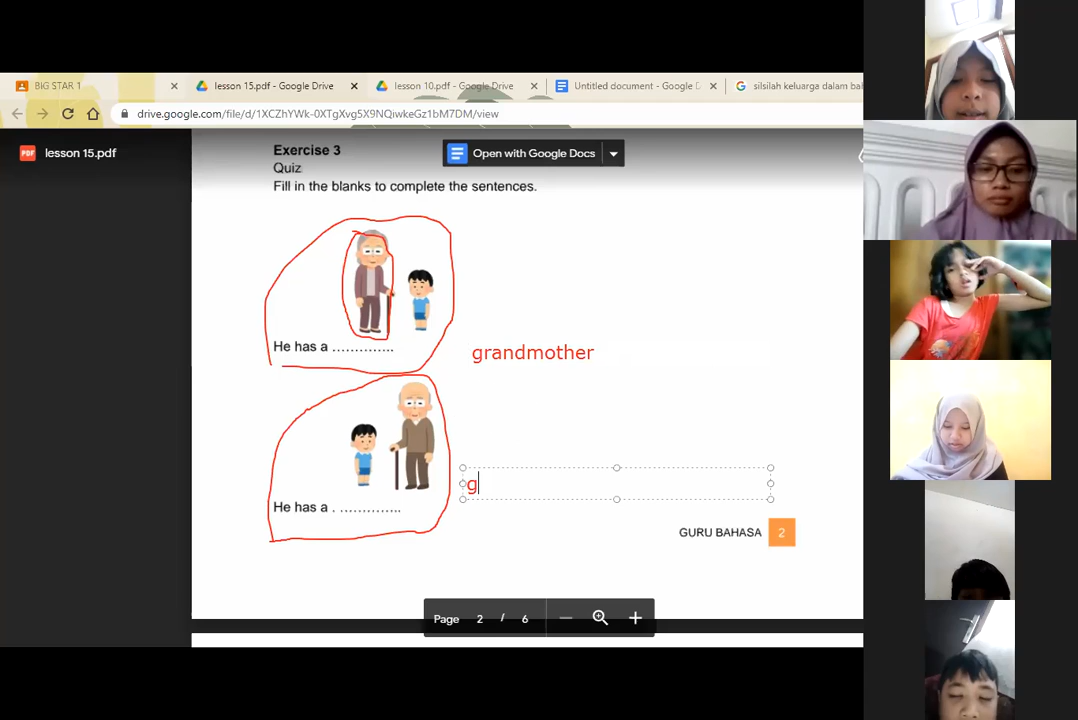 BIG STAR 1
lesson 15.pdf - Google Drive
lesson 10.pdf - Google Drive
Untitled document - Google D
silsilah keluarga dalam bah
drive.google.com/file/d/1XCZhYWk-0XTgXvg5X9NQiwkeGz1bM7DM/view
PDF
lesson 15.pdf
Open with Google Docs
Exercise 3
Quiz
Fill in the blanks to complete the sentences.
He has a ..............
grandmother
He has a . ..............
g
GURU BAHASA 2
Page 2 / 6